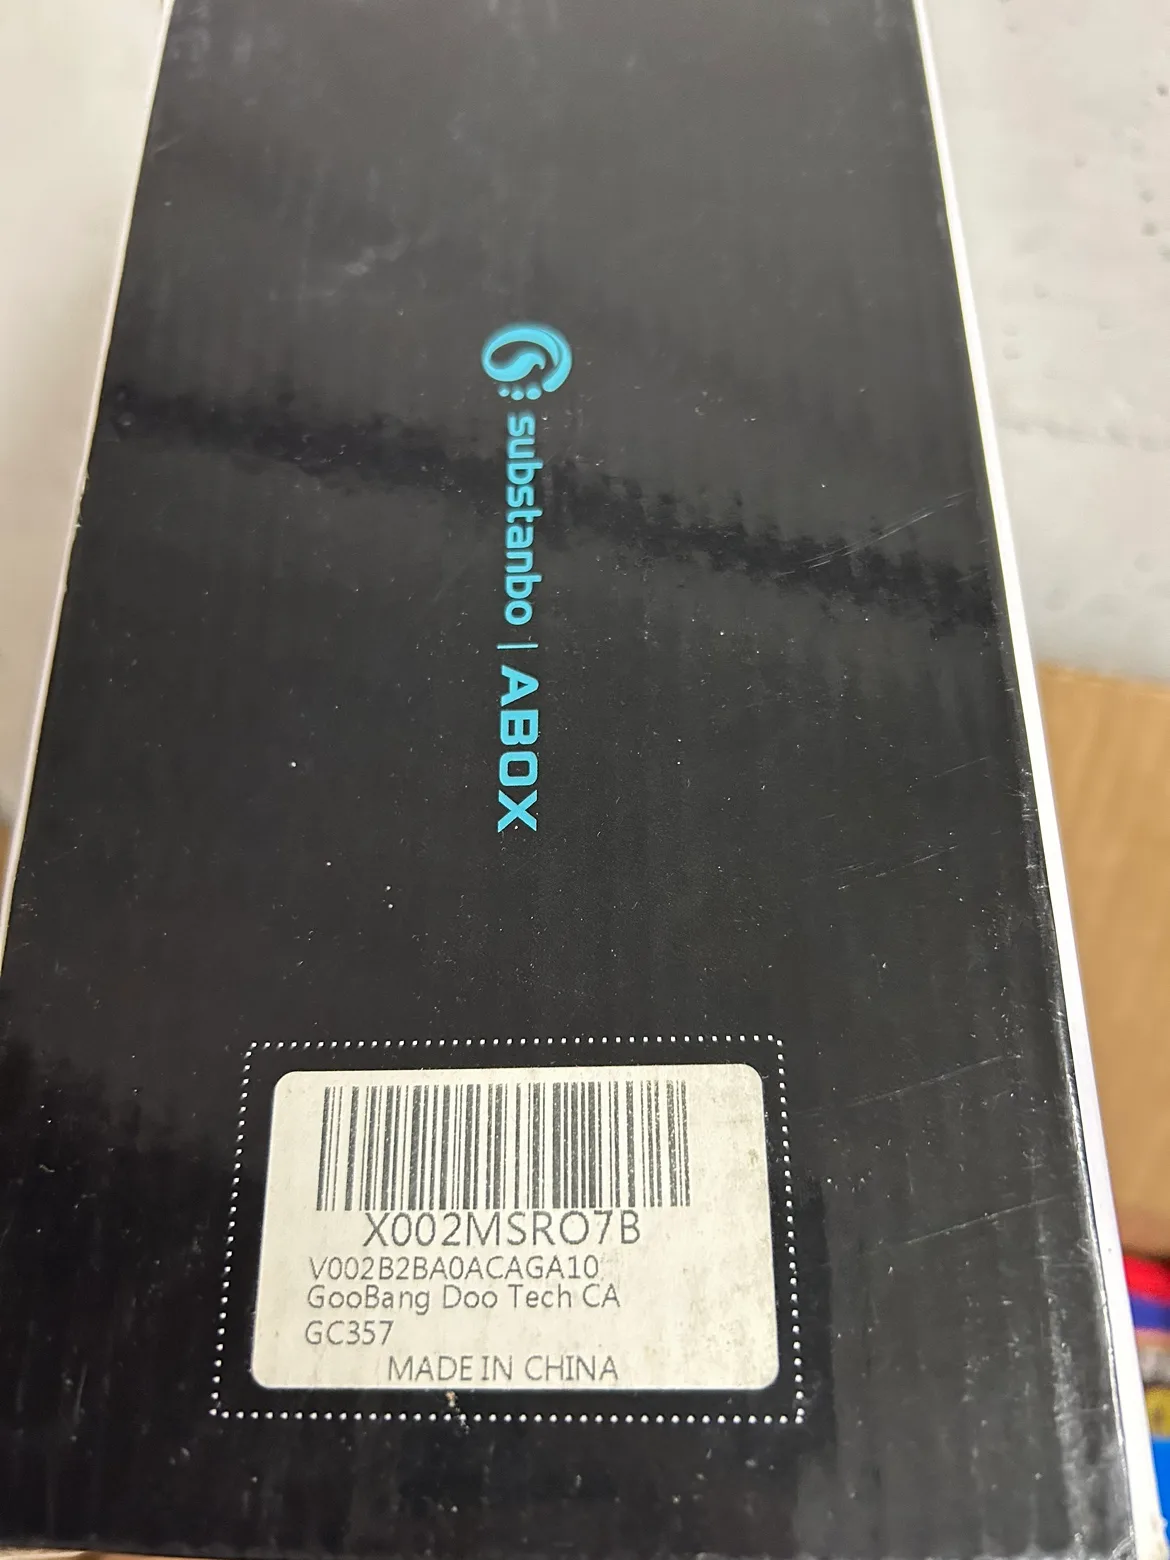 substanbo | ABOX
X002MSRO7B
V002B2BA0ACAGA10
GooBang Doo Tech CA
GC357
MADE IN CHINA